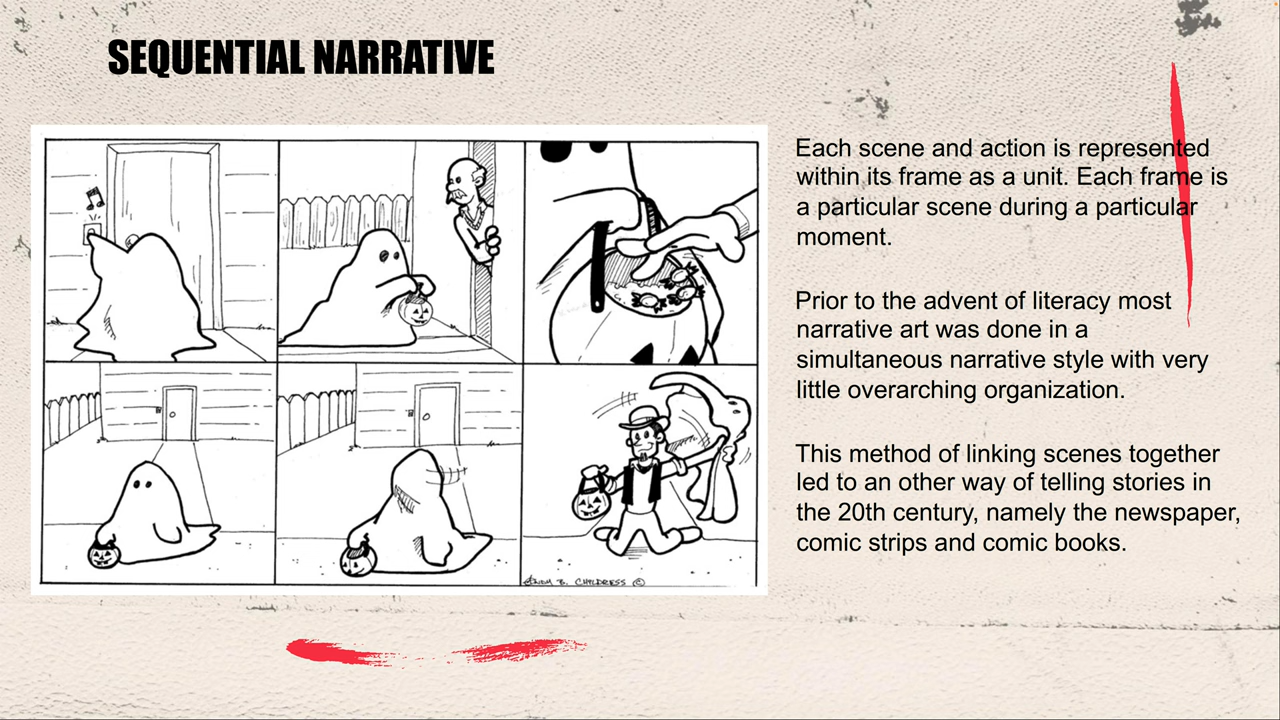 SEQUENTIAL NARRATIVE
Each scene and action is represented
within its frame as a unit. Each frame is
a particular scene during a particular
moment.
Prior to the advent of literacy most
narrative art was done in a
simultaneous narrative style with very
little overarching organization.
This method of linking scenes together
led to an other way of telling stories in
the 20th century, namely the newspaper,
comic strips and comic books.
B. CHILDRESS ©